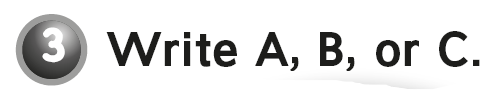 3 Write A, B, or C.